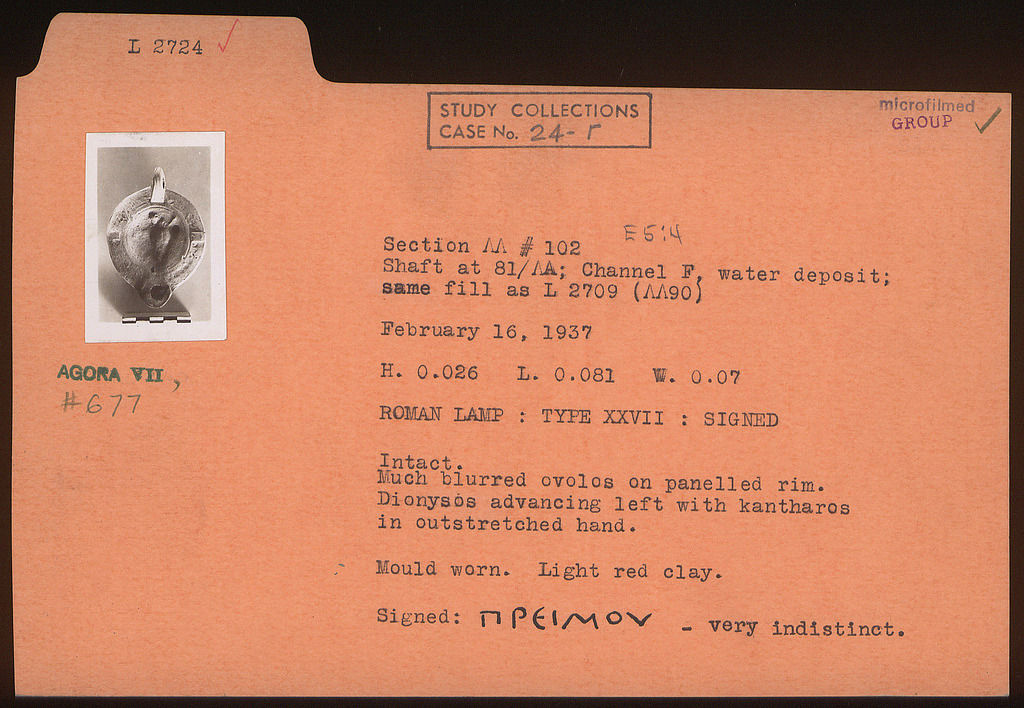 L 2724
STUDY COLLECTIONS
CASE No. 24-Γ
microfilmed
GROUP
E 5:4
Section ΛΛ # 102
Shaft at 81/ΛΑ; Channel F, water deposit;
same fill as L 2709 (ΛΛ90)
February 16, 1937
H. 0.026 L. 0.081 W. 0.07
ROMAN LAMP : TYPE XXVII : SIGNED
Intact.
Much blurred ovolos on panelled rim.
Dionysos advancing left with kantharos
in outstretched hand.
Mould worn. Light red clay.
Signed: ΠΡΕΙΜΟΥ - very indistinct.
AGORA VII,
#677